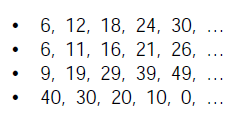 • 6, 12, 18, 24, 30, …
• 6, 11, 16, 21, 26, …
• 9, 19, 29, 39, 49, …
• 40, 30, 20, 10, 0, …